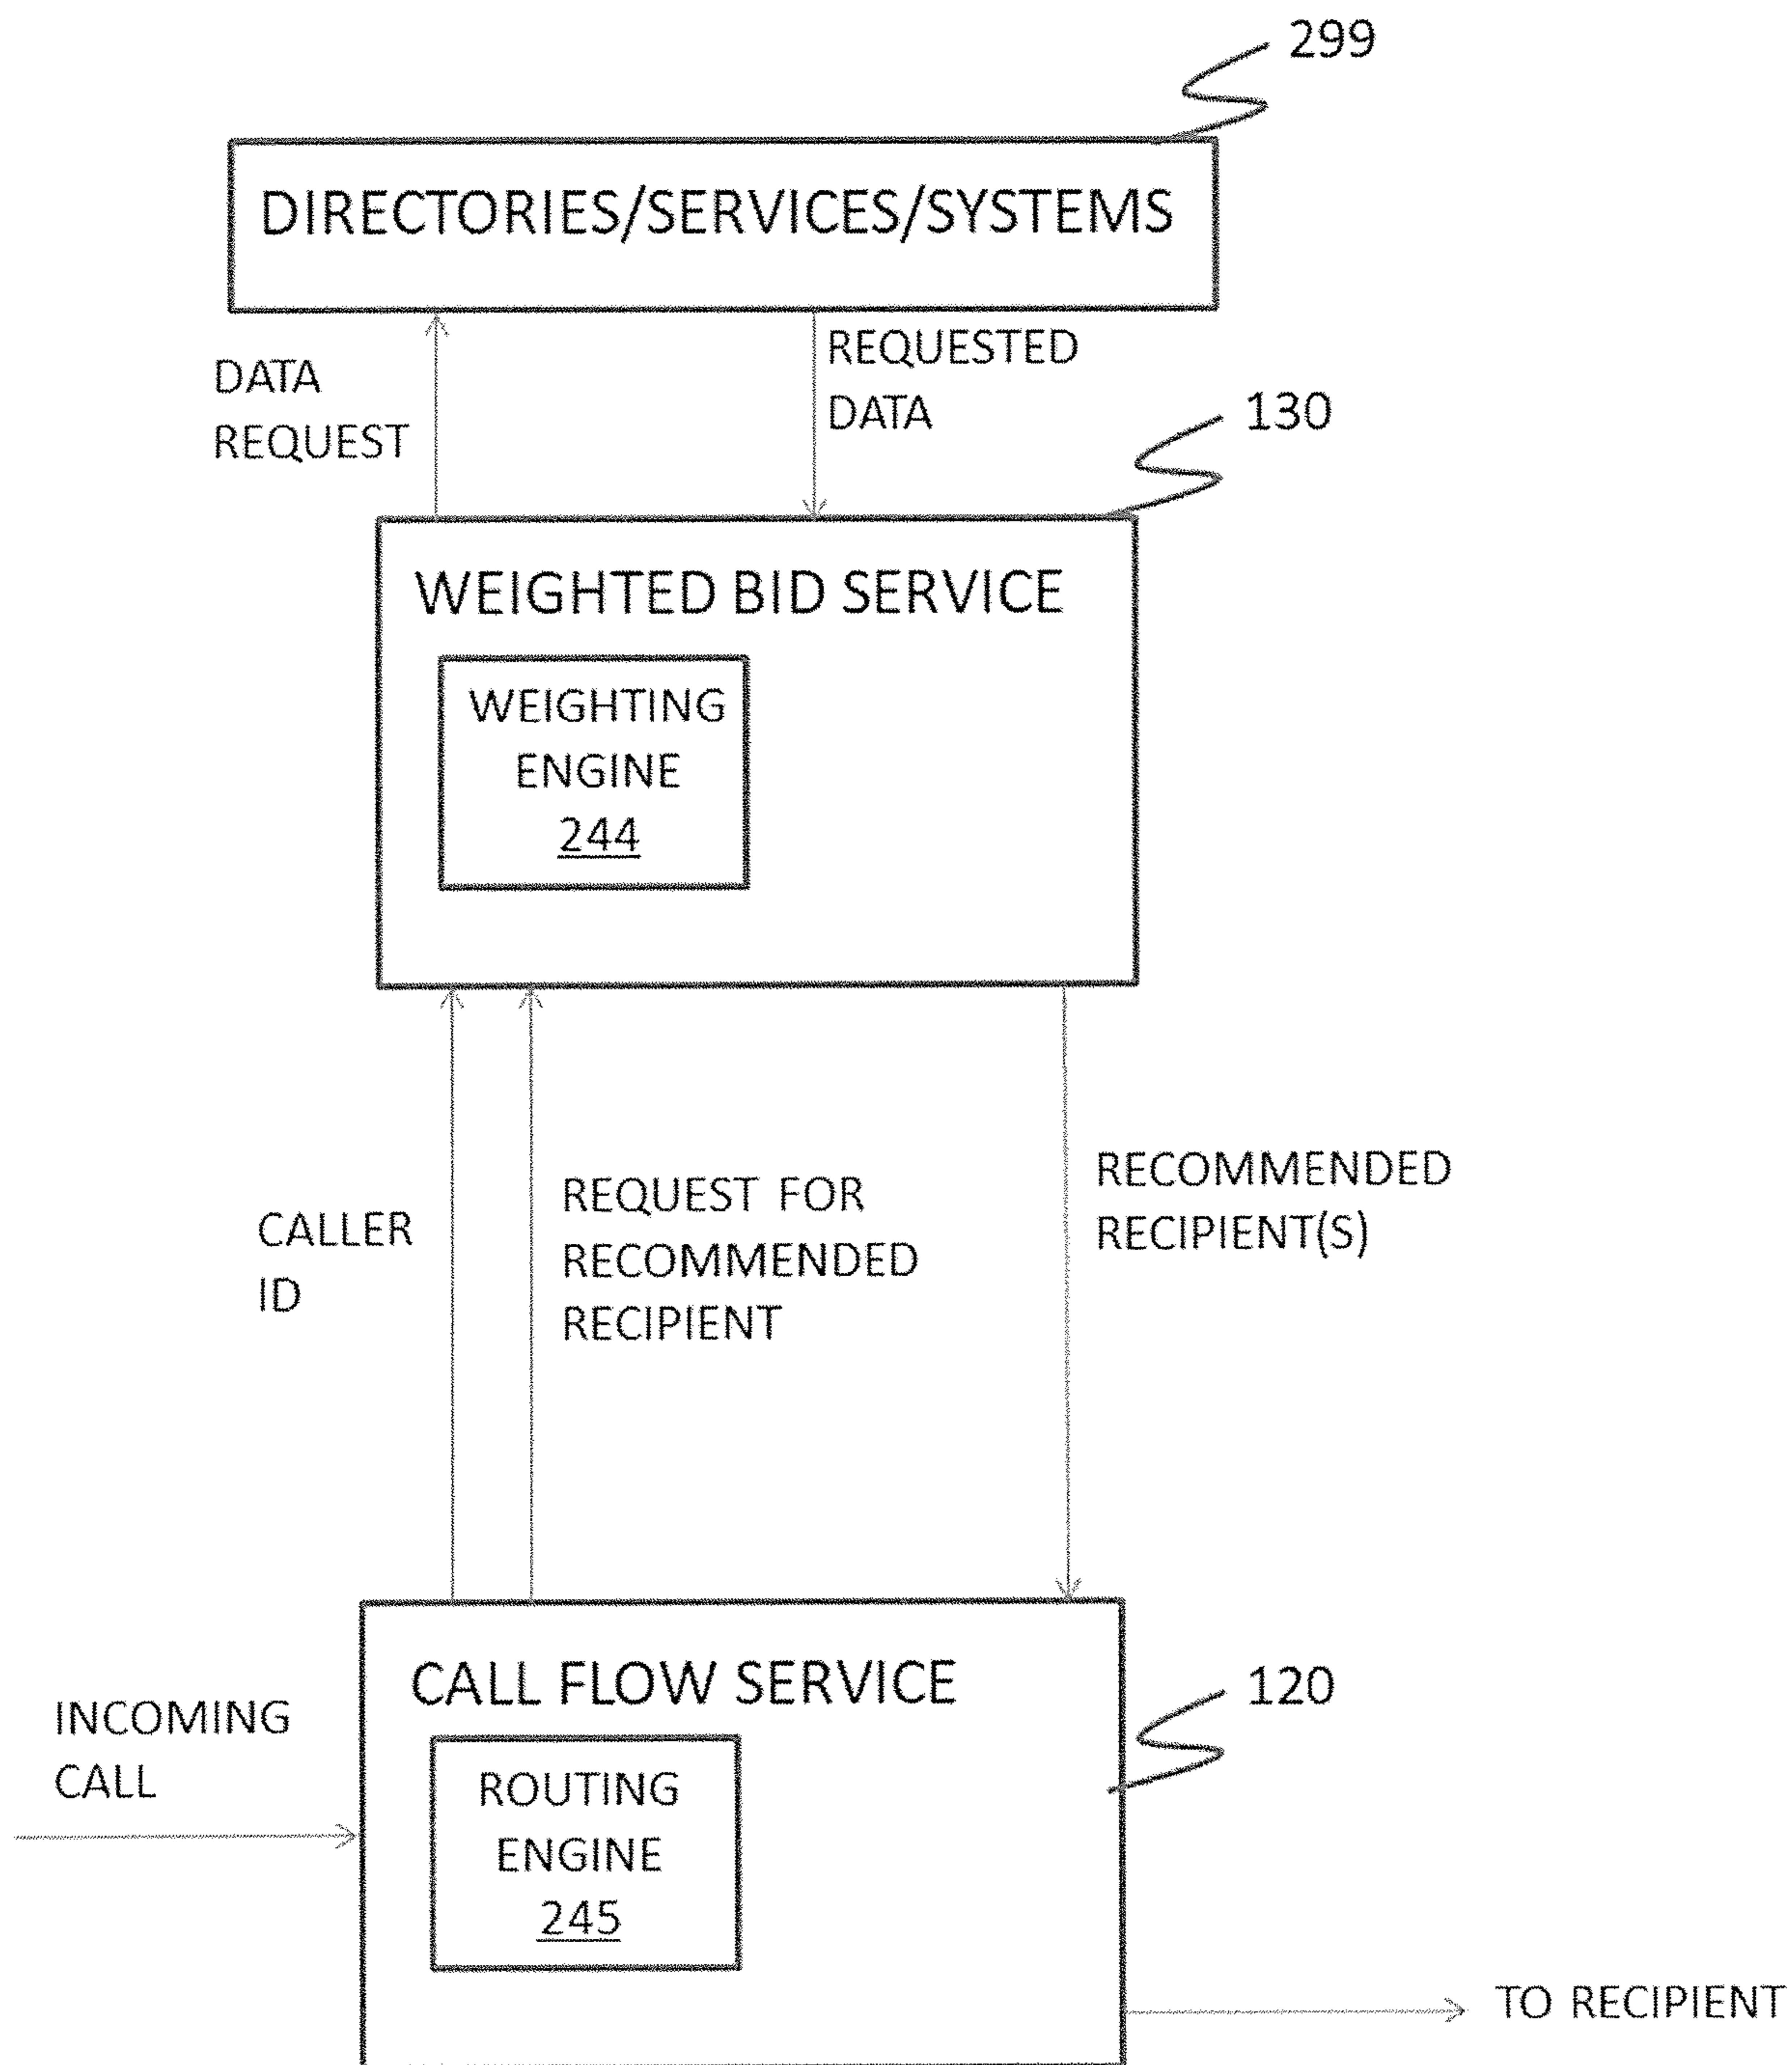 299
DIRECTORIES/SERVICES/SYSTEMS
DATA
REQUEST
REQUESTED
DATA
130
WEIGHTED BID SERVICE
WEIGHTING
ENGINE
244
CALLER
ID
REQUEST FOR
RECOMMENDED
RECIPIENT
RECOMMENDED
RECIPIENT(S)
INCOMING
CALL
CALL FLOW SERVICE
120
ROUTING
ENGINE
245
TO RECIPIENT